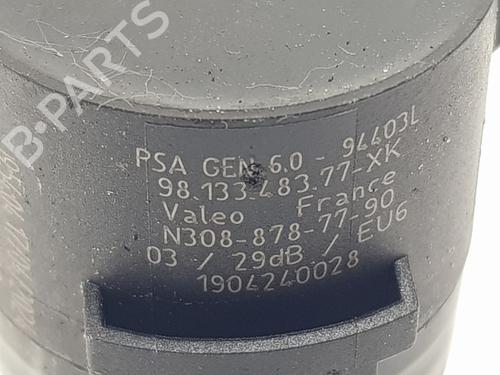 B-PARTS
PSA GEN 6.0 - 94403L
98.133.483.77-XK
Valeo France
N308-878-77-90
03 / 29dB / EU6
1904240028